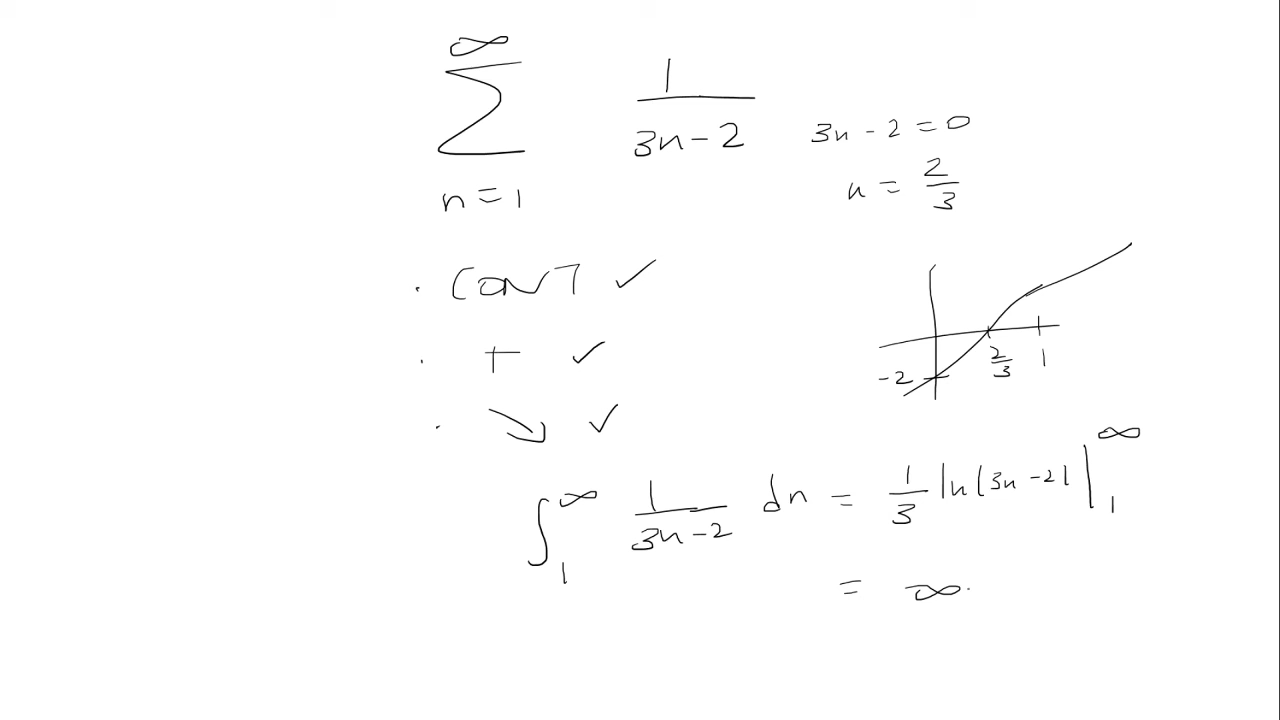 ∞
∑ 1/(3n-2)
n=1
3n-2=0
n=2/3
· CONT ✓
· + ✓
· ↘ ✓
-2 2/3 1
∫₁^∞ 1/(3n-2) dn = 1/3 ln|3n-2| |₁^∞
= ∞.